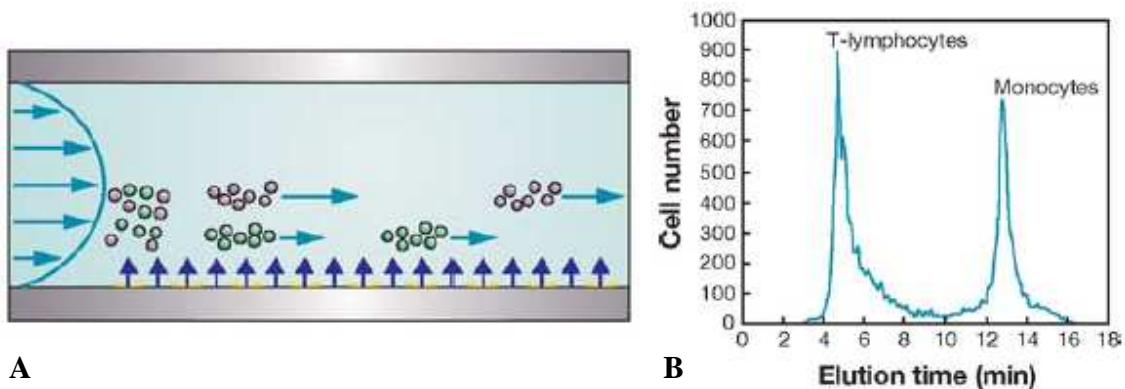 A
B
1000
900
800
700
600
500
400
300
200
100
0
Cell number
T-lymphocytes
Monocytes
0 2 4 6 8 10 12 14 16 18
Elution time (min)